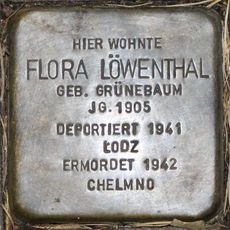 HIER WOHNTE
FLORA LÖWENTHAL
GEB. GRÜNEBAUM
JG. 1905
DEPORTIERT 1941
ŁODZ
ERMORDET 1942
CHELMNO